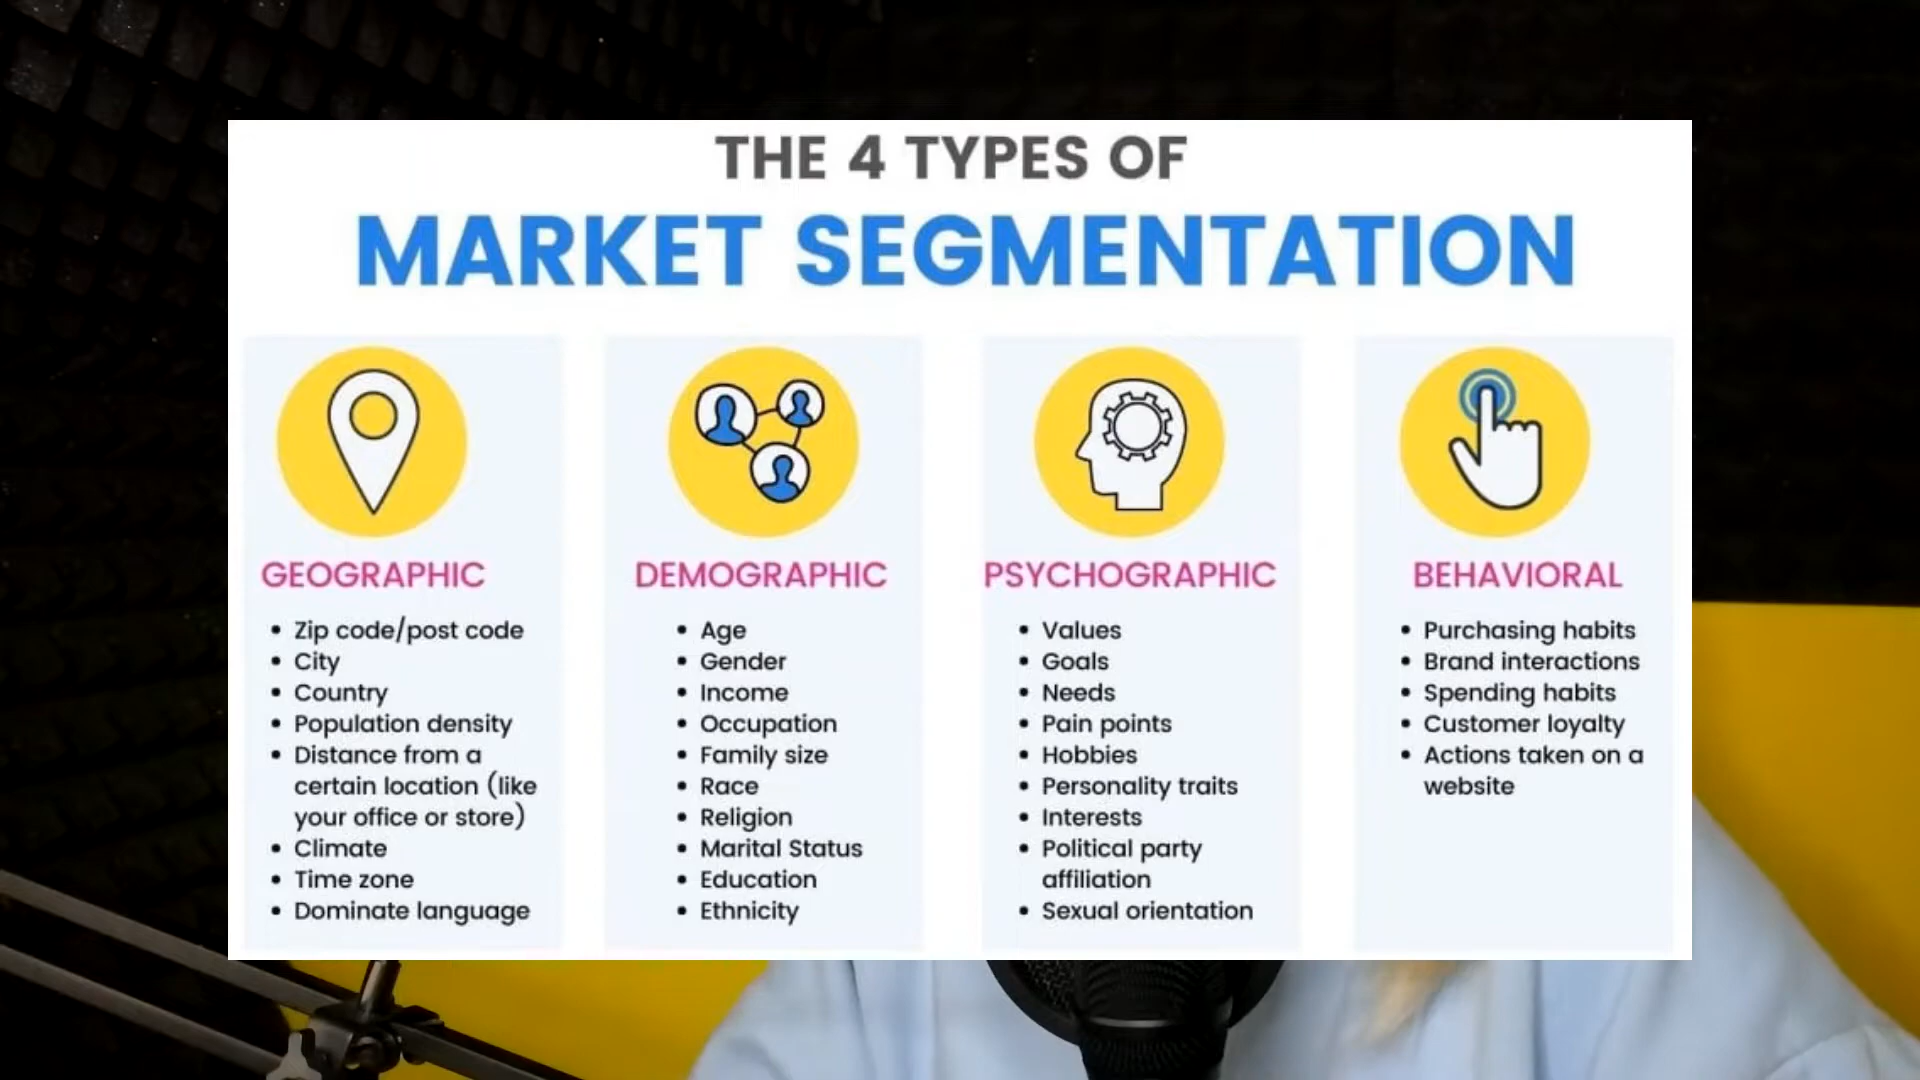 THE 4 TYPES OF
MARKET SEGMENTATION
GEOGRAPHIC
• Zip code/post code
• City
• Country
• Population density
• Distance from a
certain location (like
your office or store)
• Climate
• Time zone
• Dominate language
DEMOGRAPHIC
• Age
• Gender
• Income
• Occupation
• Family size
• Race
• Religion
• Marital Status
• Education
• Ethnicity
PSYCHOGRAPHIC
• Values
• Goals
• Needs
• Pain points
• Hobbies
• Personality traits
• Interests
• Political party
affiliation
• Sexual orientation
BEHAVIORAL
• Purchasing habits
• Brand interactions
• Spending habits
• Customer loyalty
• Actions taken on a
website